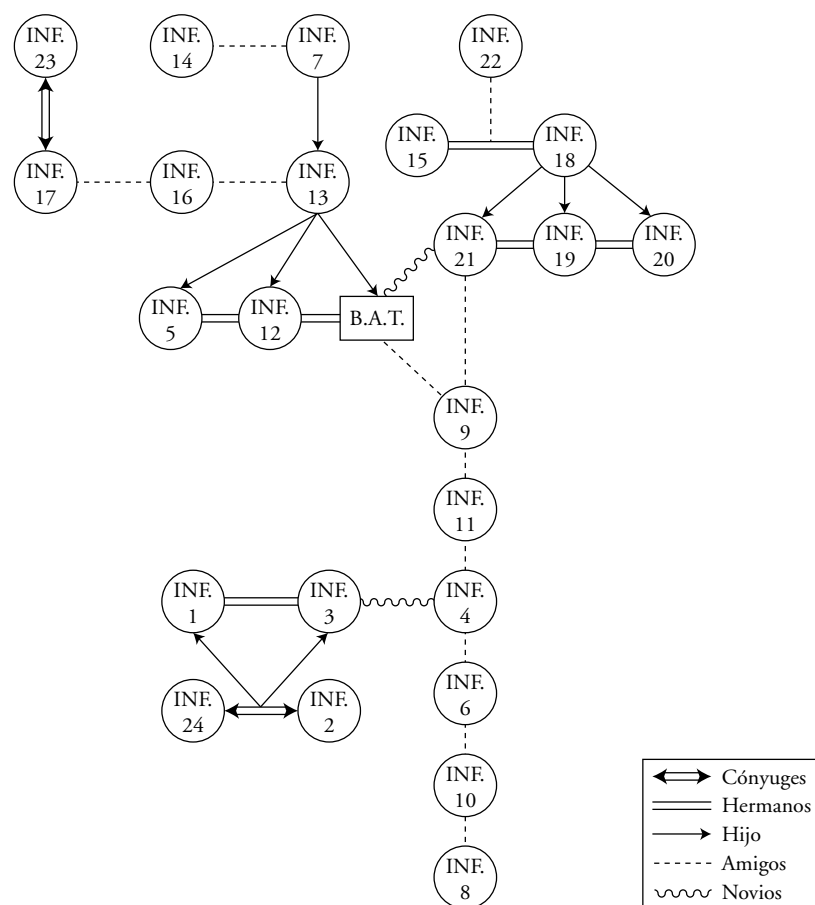 INF.
23
INF.
14
INF.
7
INF.
22
INF.
15
INF.
18
INF.
17
INF.
16
INF.
13
INF.
21
INF.
19
INF.
20
INF.
5
INF.
12
B.A.T.
INF.
9
INF.
11
INF.
1
INF.
3
INF.
4
INF.
24
INF.
2
INF.
6
INF.
10
INF.
8
Cónyuges
Hermanos
Hijo
Amigos
Novios